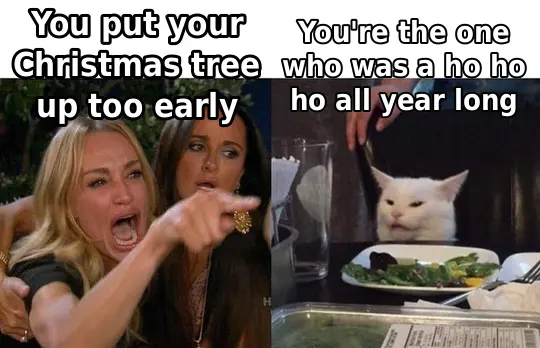 You put your
Christmas tree
up too early
You're the one
who was a ho ho
ho all year long